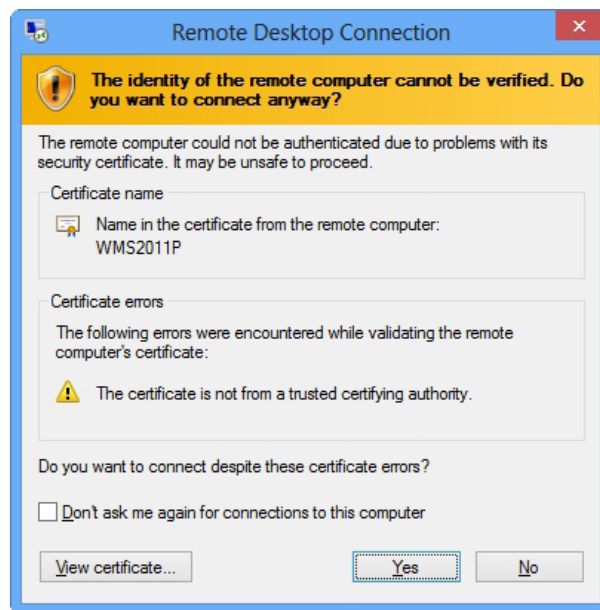 Remote Desktop Connection
The identity of the remote computer cannot be verified. Do
you want to connect anyway?
The remote computer could not be authenticated due to problems with its
security certificate. It may be unsafe to proceed.
Certificate name
Name in the certificate from the remote computer:
WMS2011P
Certificate errors
The following errors were encountered while validating the remote
computer's certificate:
The certificate is not from a trusted certifying authority.
Do you want to connect despite these certificate errors?
Don't ask me again for connections to this computer
View certificate...
Yes
No